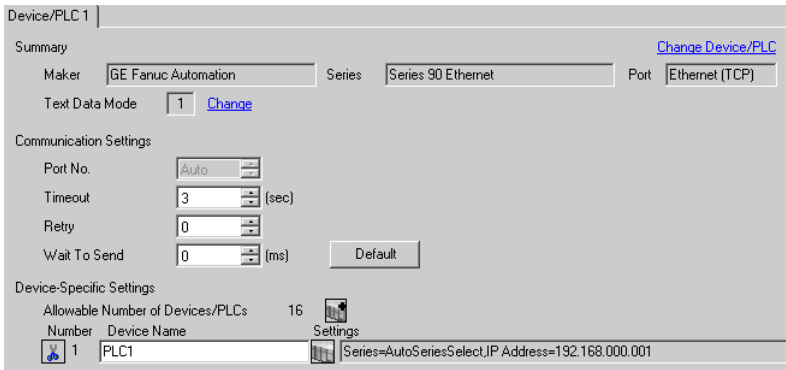 Device/PLC 1
Summary Change Device/PLC
Maker GE Fanuc Automation Series Series 90 Ethernet Port Ethernet (TCP)
Text Data Mode 1 Change
Communication Settings
Port No. Auto
Timeout 3 (sec)
Retry 0
Wait To Send 0 (ms) Default
Device-Specific Settings
Allowable Number of Devices/PLCs 16
Number Device Name Settings
1 PLC1 Series=AutoSeriesSelect,IP Address=192.168.000.001